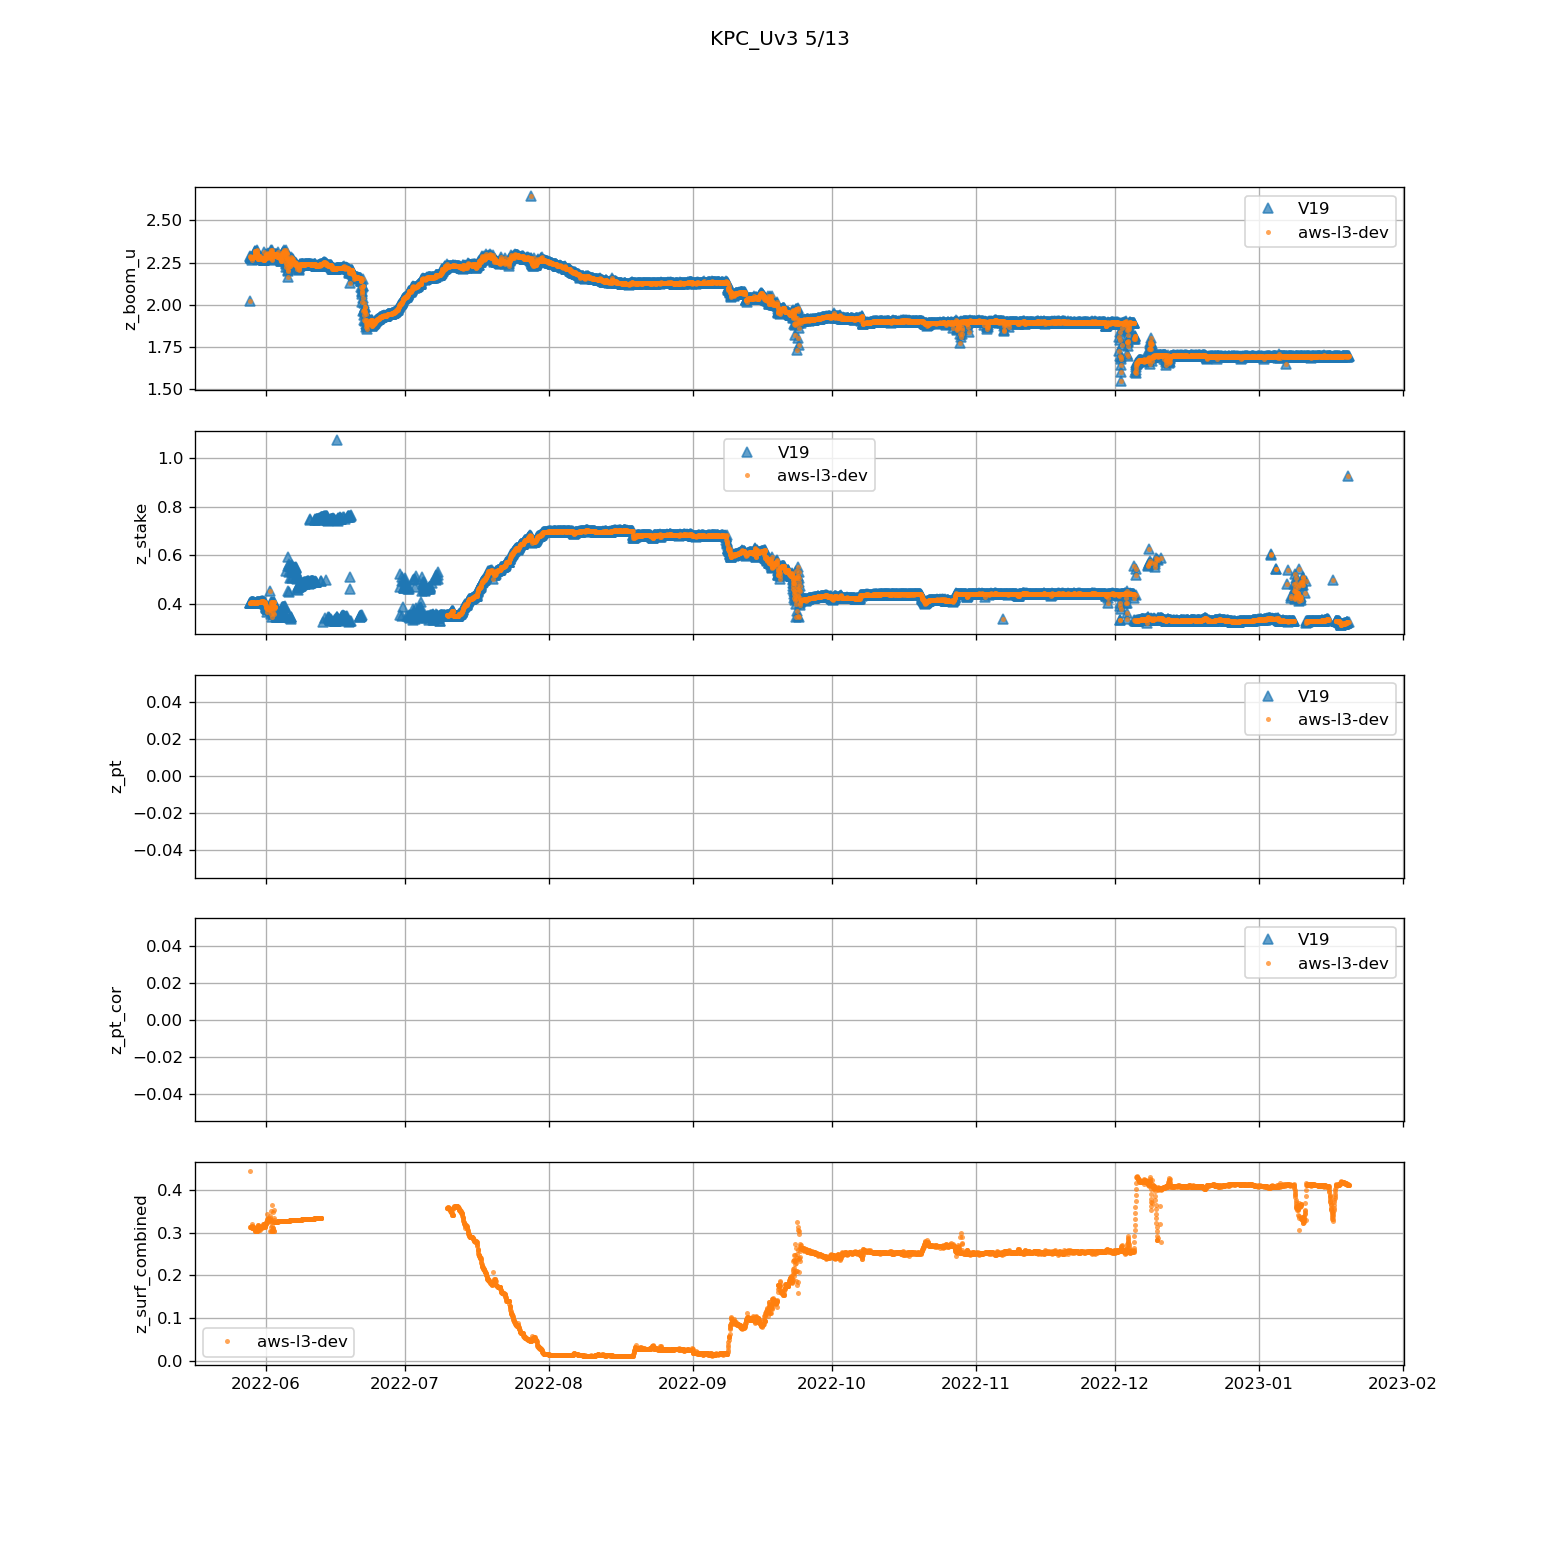 KPC_Uv3 5/13
z_boom_u
2.50
2.25
2.00
1.75
1.50
V19
aws-l3-dev
z_stake
1.0
0.8
0.6
0.4
V19
aws-l3-dev
z_pt
0.04
0.02
0.00
−0.02
−0.04
V19
aws-l3-dev
z_pt_cor
0.04
0.02
0.00
−0.02
−0.04
V19
aws-l3-dev
z_surf_combined
0.4
0.3
0.2
0.1
0.0
aws-l3-dev
2022-06 2022-07 2022-08 2022-09 2022-10 2022-11 2022-12 2023-01 2023-02